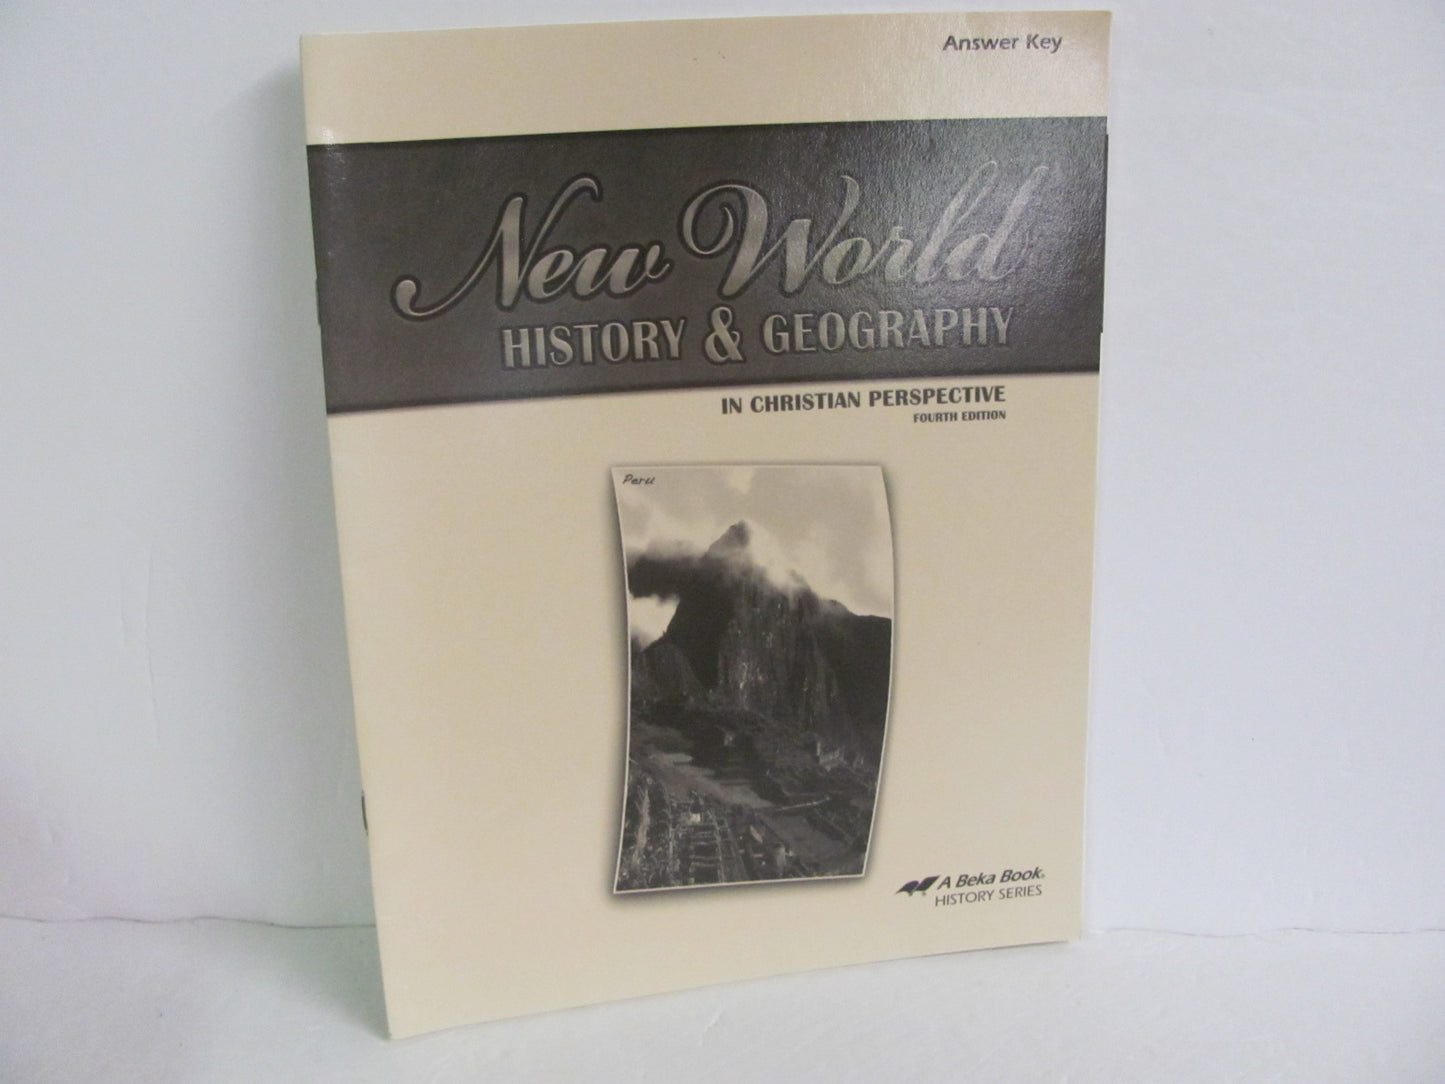 Answer Key
New World
HISTORY & GEOGRAPHY
IN CHRISTIAN PERSPECTIVE
FOURTH EDITION
Peru
A Beka Book®
HISTORY SERIES